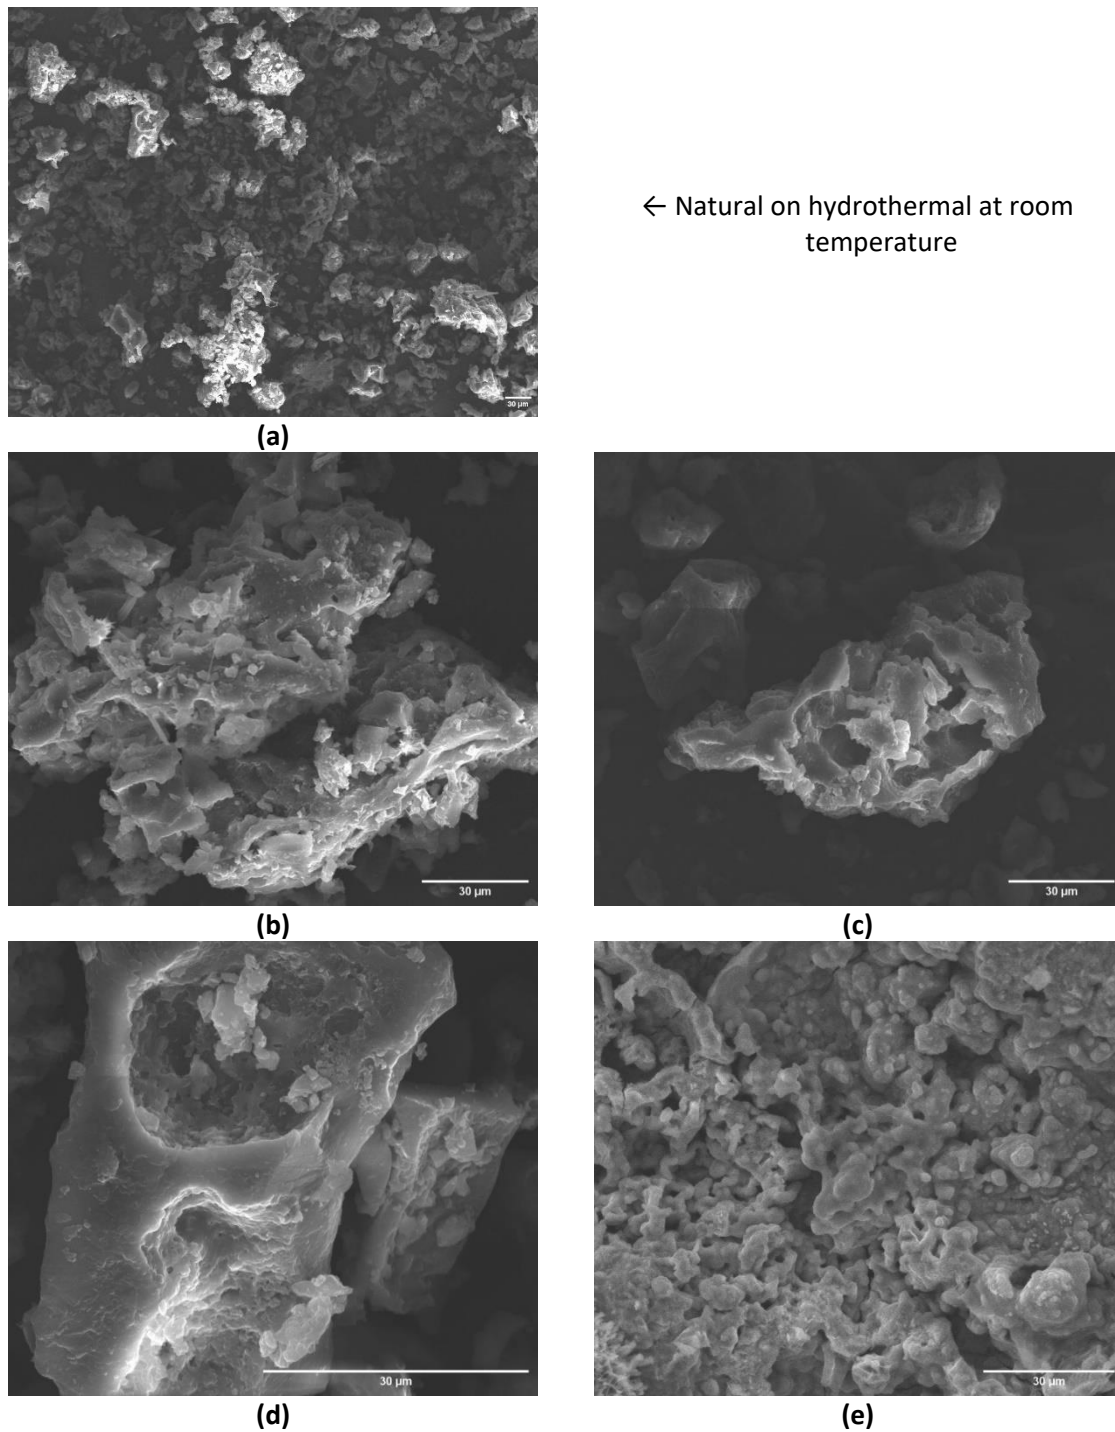 ← Natural on hydrothermal at room
temperature
30 µm
(a)
30 µm
30 µm
(b)
(c)
30 µm
30 µm
(d)
(e)